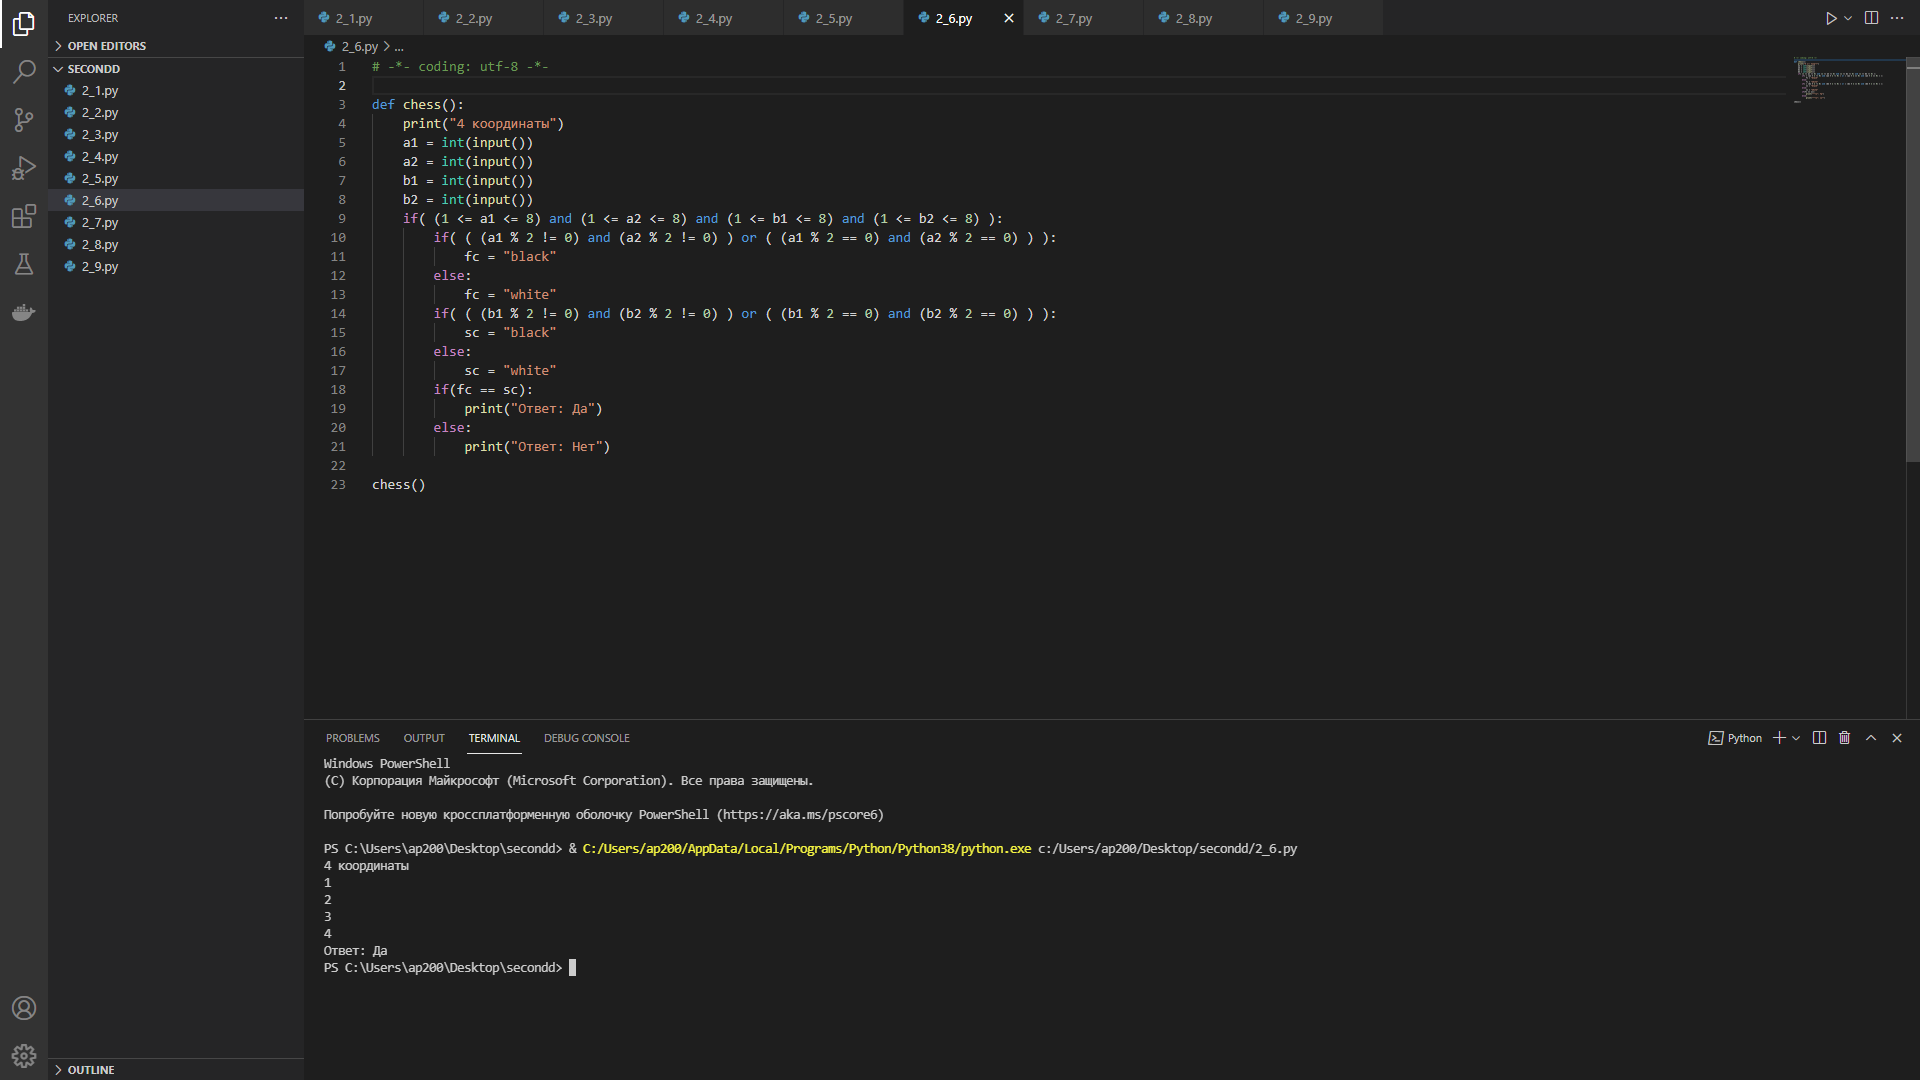 EXPLORER
OPEN EDITORS
SECONDD
2_1.py
2_2.py
2_3.py
2_4.py
2_5.py
2_6.py
2_7.py
2_8.py
2_9.py
OUTLINE
2_1.py 2_2.py 2_3.py 2_4.py 2_5.py 2_6.py 2_7.py 2_8.py 2_9.py
2_6.py > ...
1 # -*- coding: utf-8 -*-
2
3 def chess():
4     print("4 координаты")
5     a1 = int(input())
6     a2 = int(input())
7     b1 = int(input())
8     b2 = int(input())
9     if( (1 <= a1 <= 8) and (1 <= a2 <= 8) and (1 <= b1 <= 8) and (1 <= b2 <= 8) ):
10         if( ( (a1 % 2 != 0) and (a2 % 2 != 0) ) or ( (a1 % 2 == 0) and (a2 % 2 == 0) ) ):
11             fc = "black"
12         else:
13             fc = "white"
14         if( ( (b1 % 2 != 0) and (b2 % 2 != 0) ) or ( (b1 % 2 == 0) and (b2 % 2 == 0) ) ):
15             sc = "black"
16         else:
17             sc = "white"
18         if(fc == sc):
19             print("Ответ: Да")
20         else:
21             print("Ответ: Нет")
22
23 chess()
PROBLEMS OUTPUT TERMINAL DEBUG CONSOLE
Python
Windows PowerShell
(C) Корпорация Майкрософт (Microsoft Corporation). Все права защищены.
Попробуйте новую кроссплатформенную оболочку PowerShell (https://aka.ms/pscore6)
PS C:\Users\ap200\Desktop\secondd> & C:/Users/ap200/AppData/Local/Programs/Python/Python38/python.exe c:/Users/ap200/Desktop/secondd/2_6.py
4 координаты
1
2
3
4
Ответ: Да
PS C:\Users\ap200\Desktop\secondd>